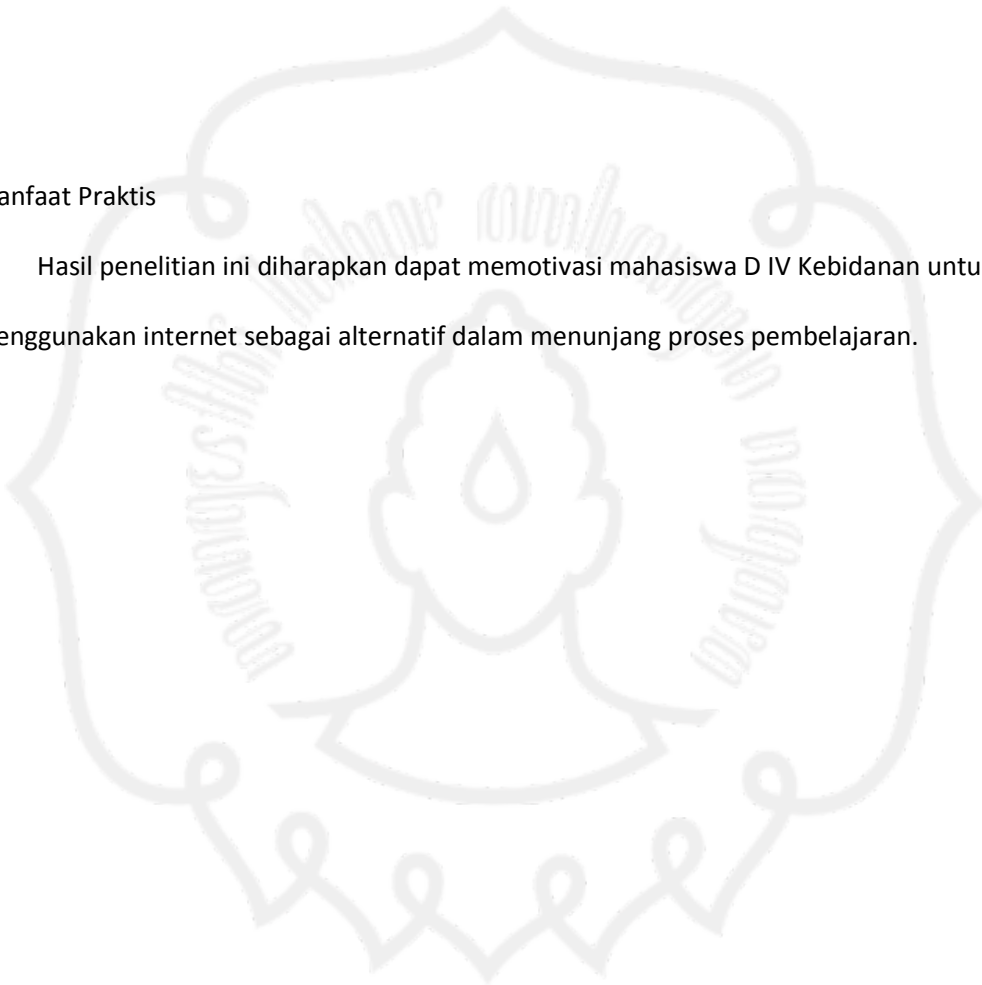 anfaat Praktis
Hasil penelitian ini diharapkan dapat memotivasi mahasiswa D IV Kebidanan untu
enggunakan internet sebagai alternatif dalam menunjang proses pembelajaran.